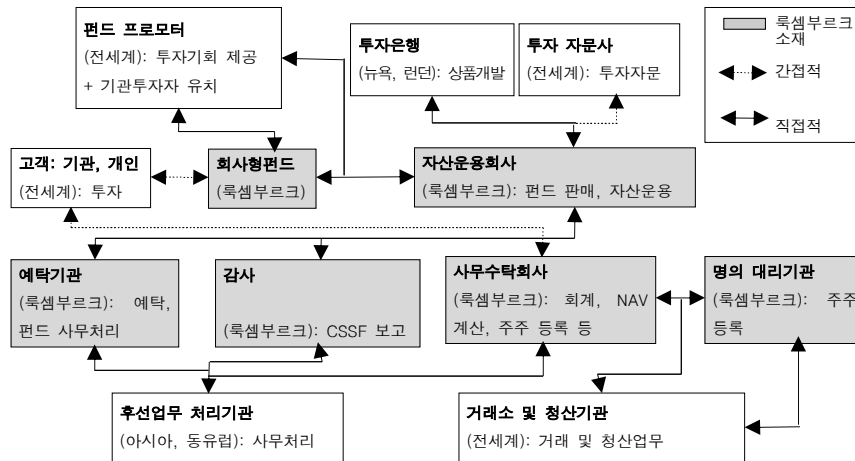 펀드 프로모터
(전세계): 투자기회 제공
+ 기관투자자 유치
투자은행
(뉴욕, 런던): 상품개발
투자 자문사
(전세계): 투자자문
룩셈부르크
소재
간접적
직접적
고객: 기관, 개인
(전세계): 투자
회사형펀드
(룩셈부르크)
자산운용회사
(룩셈부르크): 펀드 판매, 자산운용
예탁기관
(룩셈부르크): 예탁,
펀드 사무처리
감사
(룩셈부르크): CSSF 보고
사무수탁회사
(룩셈부르크): 회계, NAV
계산, 주주 등록 등
명의 대리기관
(룩셈부르크): 주주
등록
후선업무 처리기관
(아시아, 동유럽): 사무처리
거래소 및 청산기관
(전세계): 거래 및 청산업무